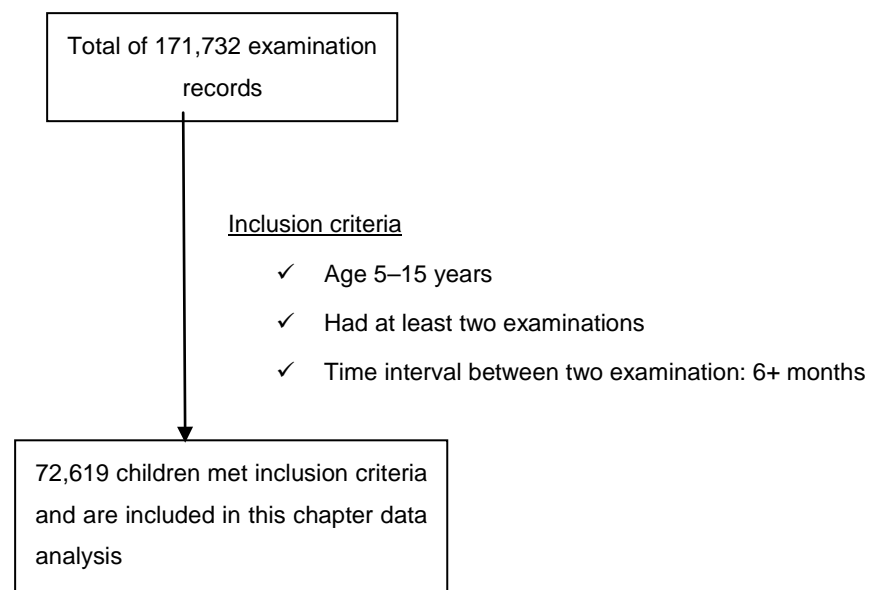 Total of 171,732 examination
records
Inclusion criteria
✓ Age 5–15 years
✓ Had at least two examinations
✓ Time interval between two examination: 6+ months
72,619 children met inclusion criteria
and are included in this chapter data
analysis